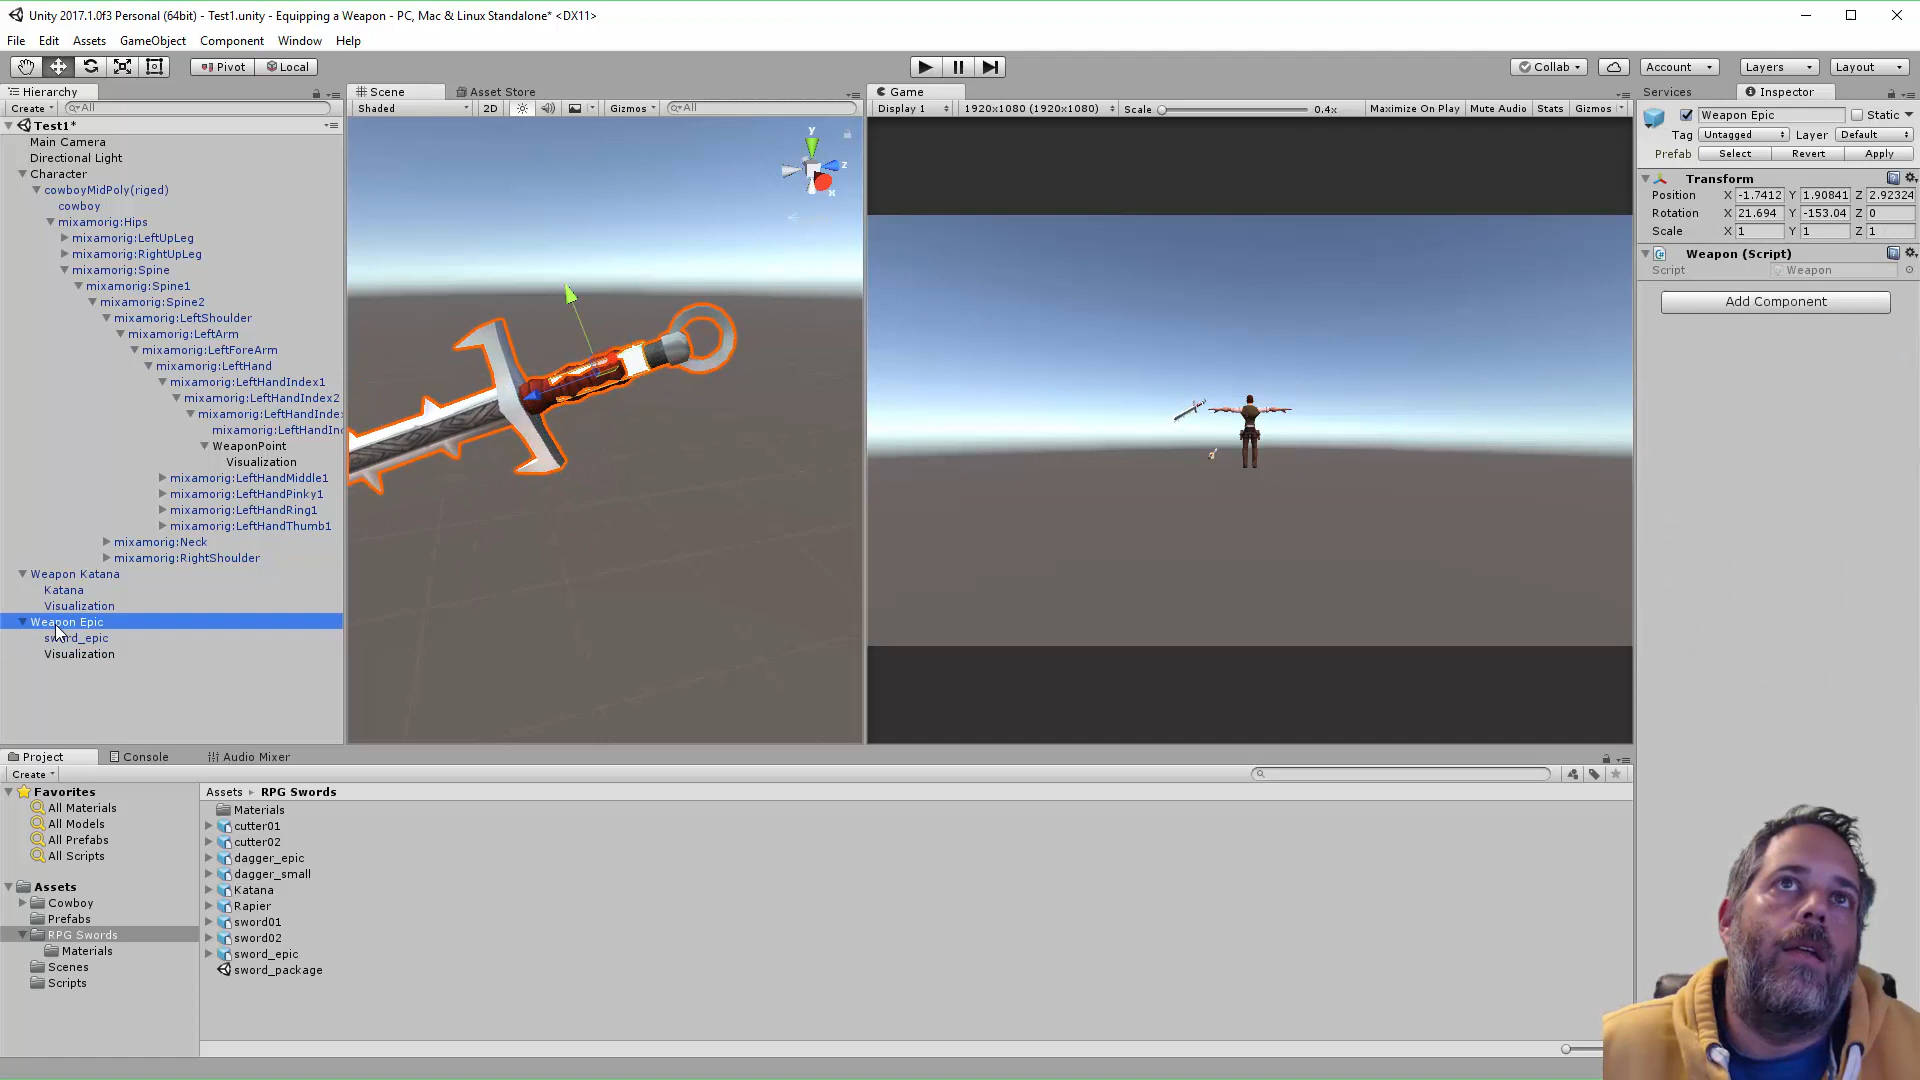 Unity 2017.1.0f3 Personal (64bit) - Test1.unity - Equipping a Weapon - PC, Mac & Linux Standalone* <DX11>
File Edit Assets GameObject Component Window Help
Pivot Local Collab Account Layers Layout
Hierarchy Scene Asset Store Game Services Inspector
Create All Shaded 2D Gizmos All Display 1 1920x1080 (1920x1080) Scale 0.4x Maximize On Play Mute Audio Stats Gizmos
Test1*
Main Camera
Directional Light
Character
cowboyMidPoly(riged)
cowboy
mixamorig:Hips
mixamorig:LeftUpLeg
mixamorig:RightUpLeg
mixamorig:Spine
mixamorig:Spine1
mixamorig:Spine2
mixamorig:LeftShoulder
mixamorig:LeftArm
mixamorig:LeftForeArm
mixamorig:LeftHand
mixamorig:LeftHandIndex1
mixamorig:LeftHandIndex2
mixamorig:LeftHandIndex
mixamorig:LeftHandInd
WeaponPoint
Visualization
mixamorig:LeftHandMiddle1
mixamorig:LeftHandPinky1
mixamorig:LeftHandRing1
mixamorig:LeftHandThumb1
mixamorig:Neck
mixamorig:RightShoulder
Weapon Katana
Katana
Visualization
Weapon Epic
sword_epic
Visualization
y
z
x
Weapon Epic Static
Tag Untagged Layer Default
Prefab Select Revert Apply
Transform
Position X -1.7412 Y 1.90841 Z 2.92324
Rotation X 21.694 Y -153.04 Z 0
Scale X 1 Y 1 Z 1
Weapon (Script)
Script Weapon
Add Component
Project Console Audio Mixer
Create
Favorites
All Materials
All Models
All Prefabs
All Scripts
Assets
Cowboy
Prefabs
RPG Swords
Materials
Scenes
Scripts
Assets RPG Swords
Materials
cutter01
cutter02
dagger_epic
dagger_small
Katana
Rapier
sword01
sword02
sword_epic
sword_package